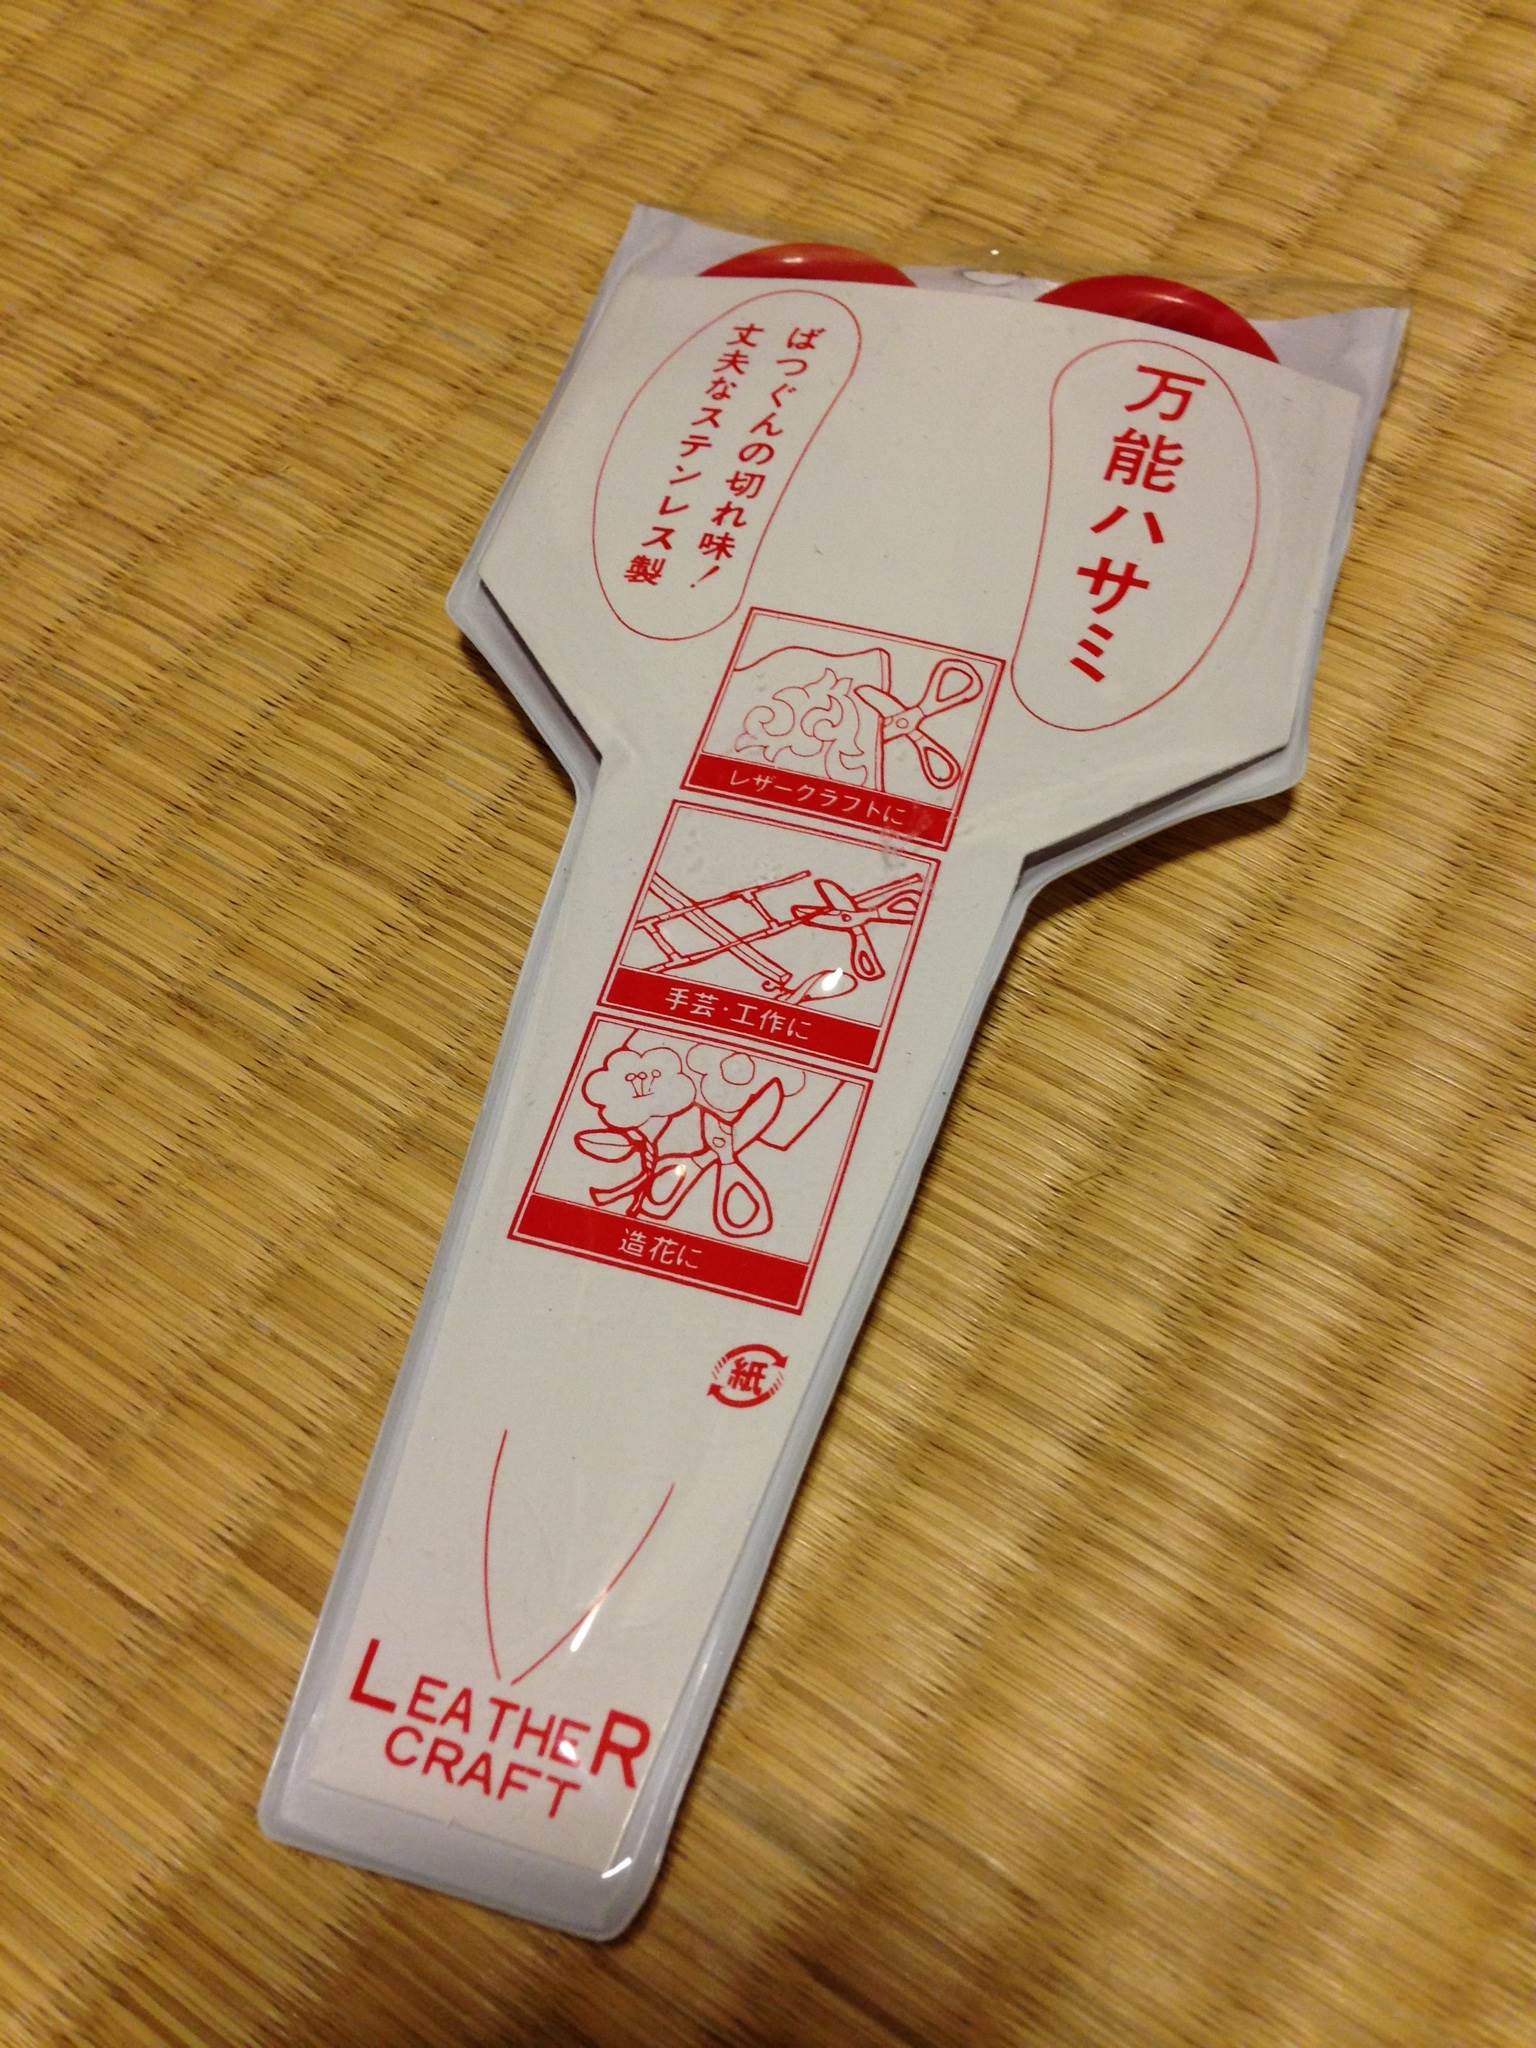 万能ハサミ
ばつぐんの切れ味！
丈夫なステンレス製
レザークラフトに
手芸・工作に
造花に
紙
LEATHER
CRAFT